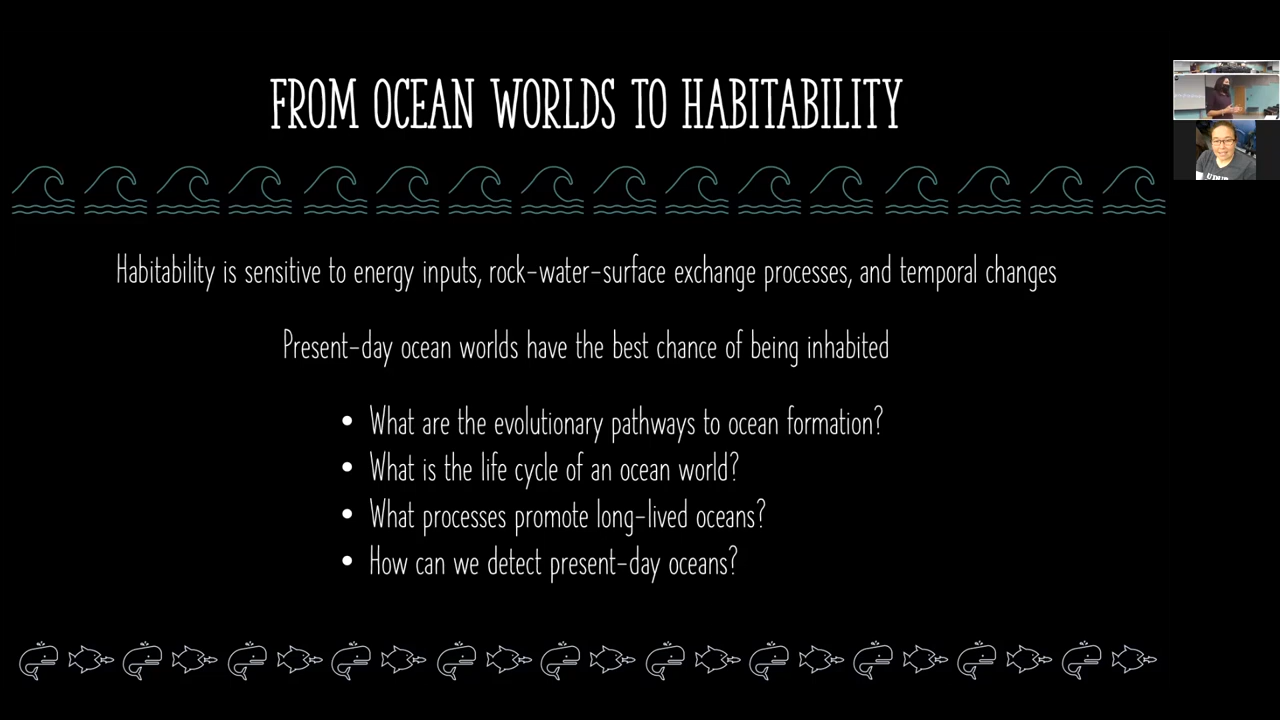 FROM OCEAN WORLDS TO HABITABILITY
Habitability is sensitive to energy inputs, rock-water-surface exchange processes, and temporal changes
Present-day ocean worlds have the best chance of being inhabited
• What are the evolutionary pathways to ocean formation?
• What is the life cycle of an ocean world?
• What processes promote long-lived oceans?
• How can we detect present-day oceans?